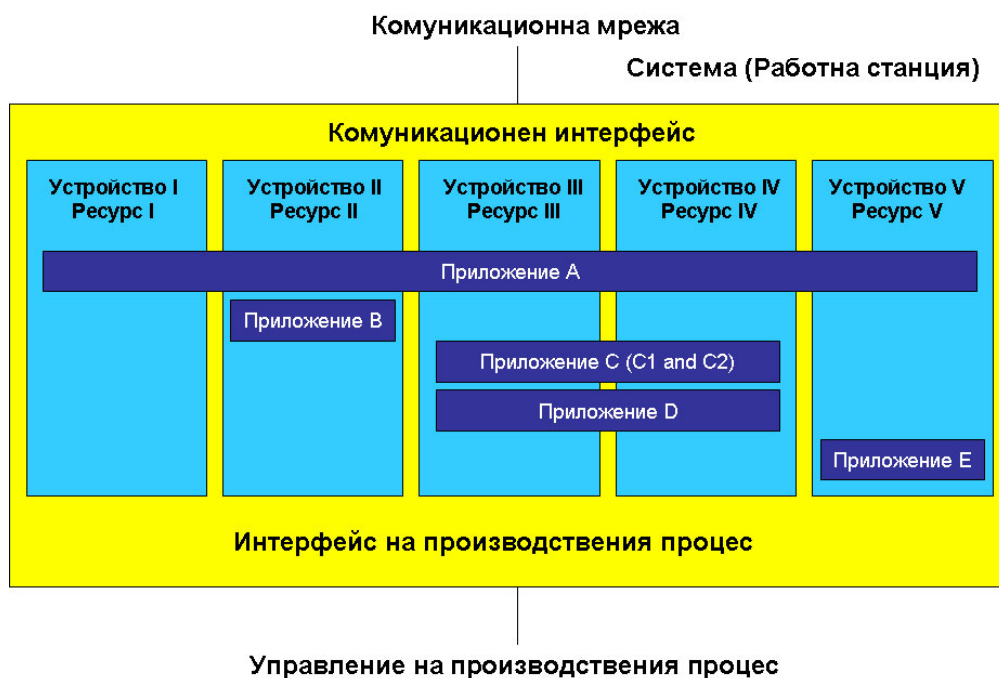 Комуникационна мрежа
Система (Работна станция)
Комуникационен интерфейс
Устройство I
Ресурс I
Устройство II
Ресурс II
Устройство III
Ресурс III
Устройство IV
Ресурс IV
Устройство V
Ресурс V
Приложение A
Приложение B
Приложение C (C1 and C2)
Приложение D
Приложение E
Интерфейс на производствения процес
Управление на производствения процес